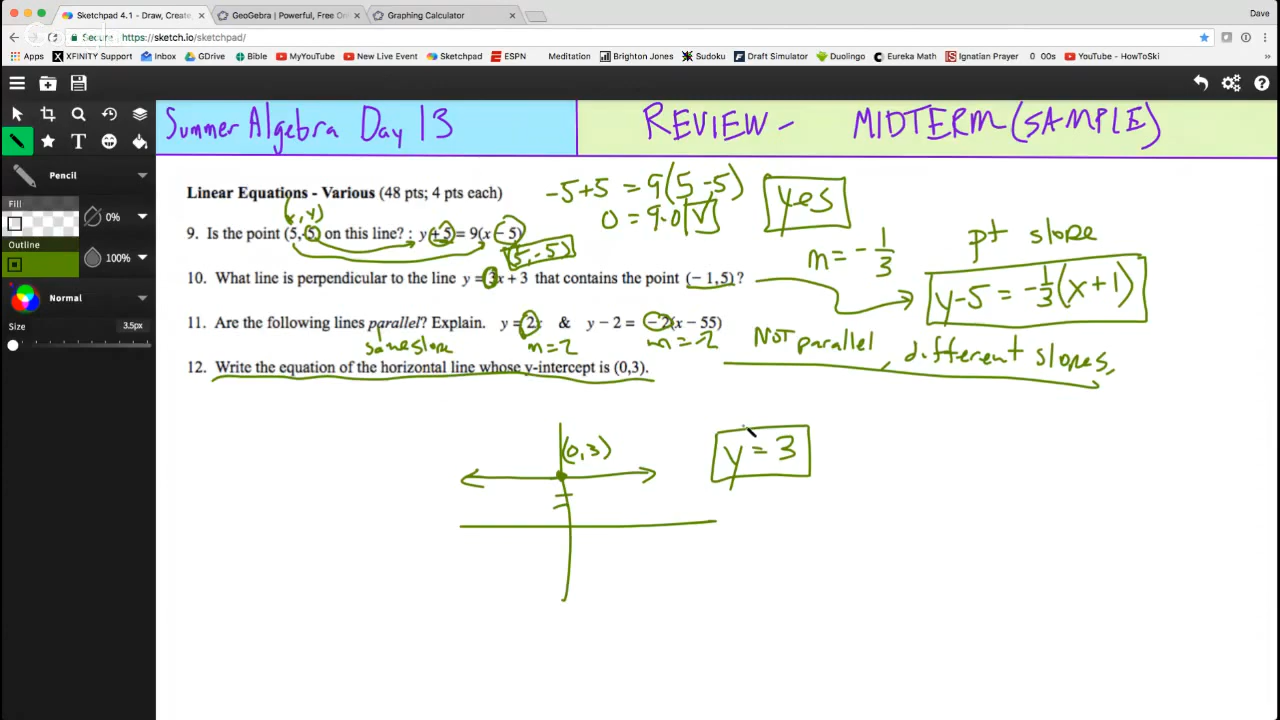 Sketchpad 4.1 - Draw, Create, GeoGebra | Powerful, Free On Graphing Calculator Dave
Secure https://sketch.io/sketchpad/
Apps XFINITY Support Inbox GDrive Bible MyYouTube New Live Event Sketchpad ESPN Meditation Brighton Jones Sudoku Draft Simulator Duolingo Eureka Math Ignatian Prayer 0 00s YouTube - HowToSki
Summer Algebra Day 13 REVIEW - MIDTERM (SAMPLE)
Pencil
Fill
0%
Outline
100%
Normal
Size 3.5px
Linear Equations - Various (48 pts; 4 pts each)
-5+5 = 9(5-5)
0 = 9·0 √
yes
(x, y)
9. Is the point (5,-5) on this line? : y + 5 = 9(x - 5)
(5,-5)
m = -1/3
pt slope
10. What line is perpendicular to the line y = 3x + 3 that contains the point (- 1,5) ?
y-5 = -1/3(x+1)
11. Are the following lines parallel? Explain. y = 2x & y - 2 = -2(x - 55)
same slope m = 2 m = -2
Not parallel, different slopes.
12. Write the equation of the horizontal line whose y-intercept is (0,3).
(0,3)
y = 3